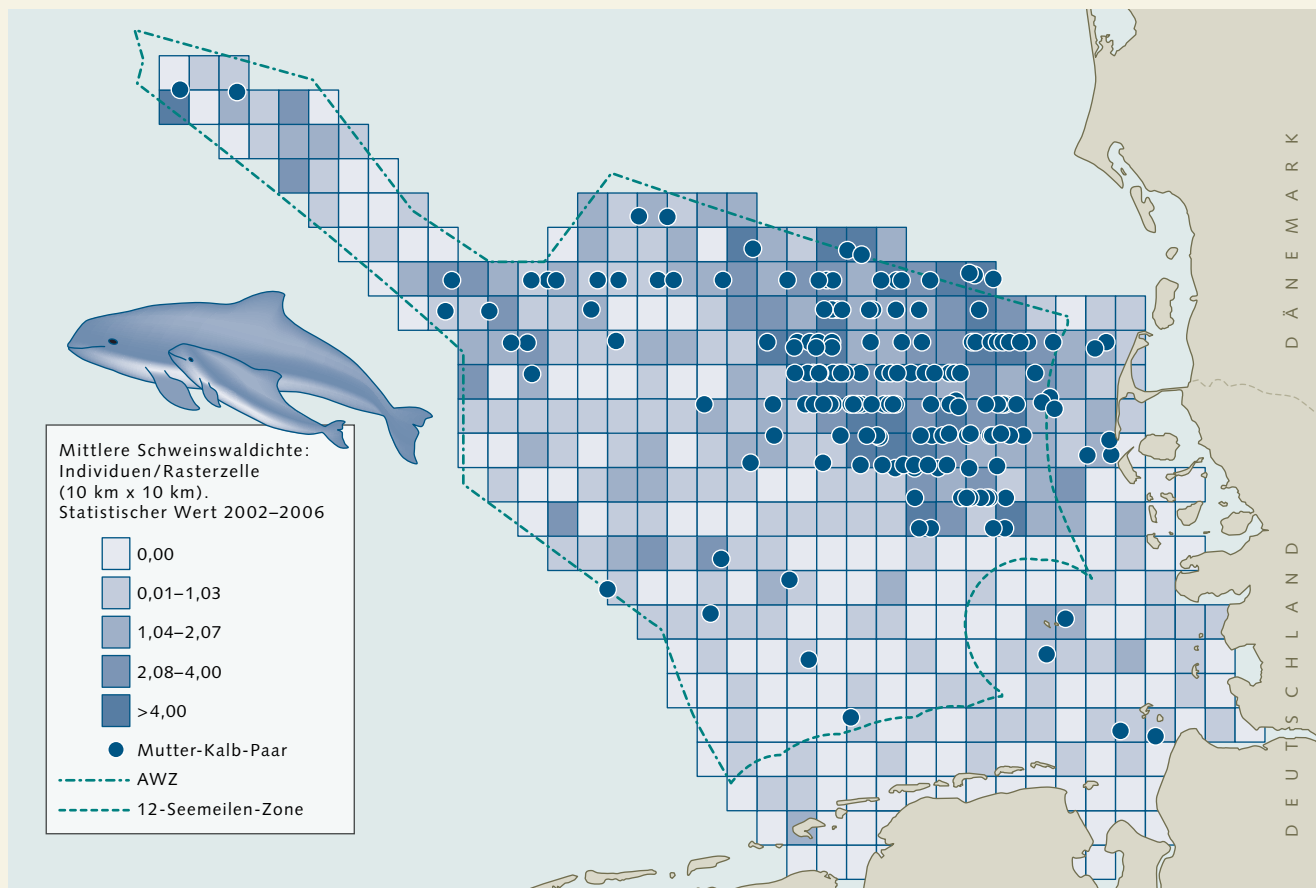 DÄNEMARK
DEUTSCHLAND
Mittlere Schweinswaldichte:
Individuen/Rasterzelle
(10 km x 10 km).
Statistischer Wert 2002–2006
0,00
0,01–1,03
1,04–2,07
2,08–4,00
>4,00
Mutter-Kalb-Paar
AWZ
12-Seemeilen-Zone